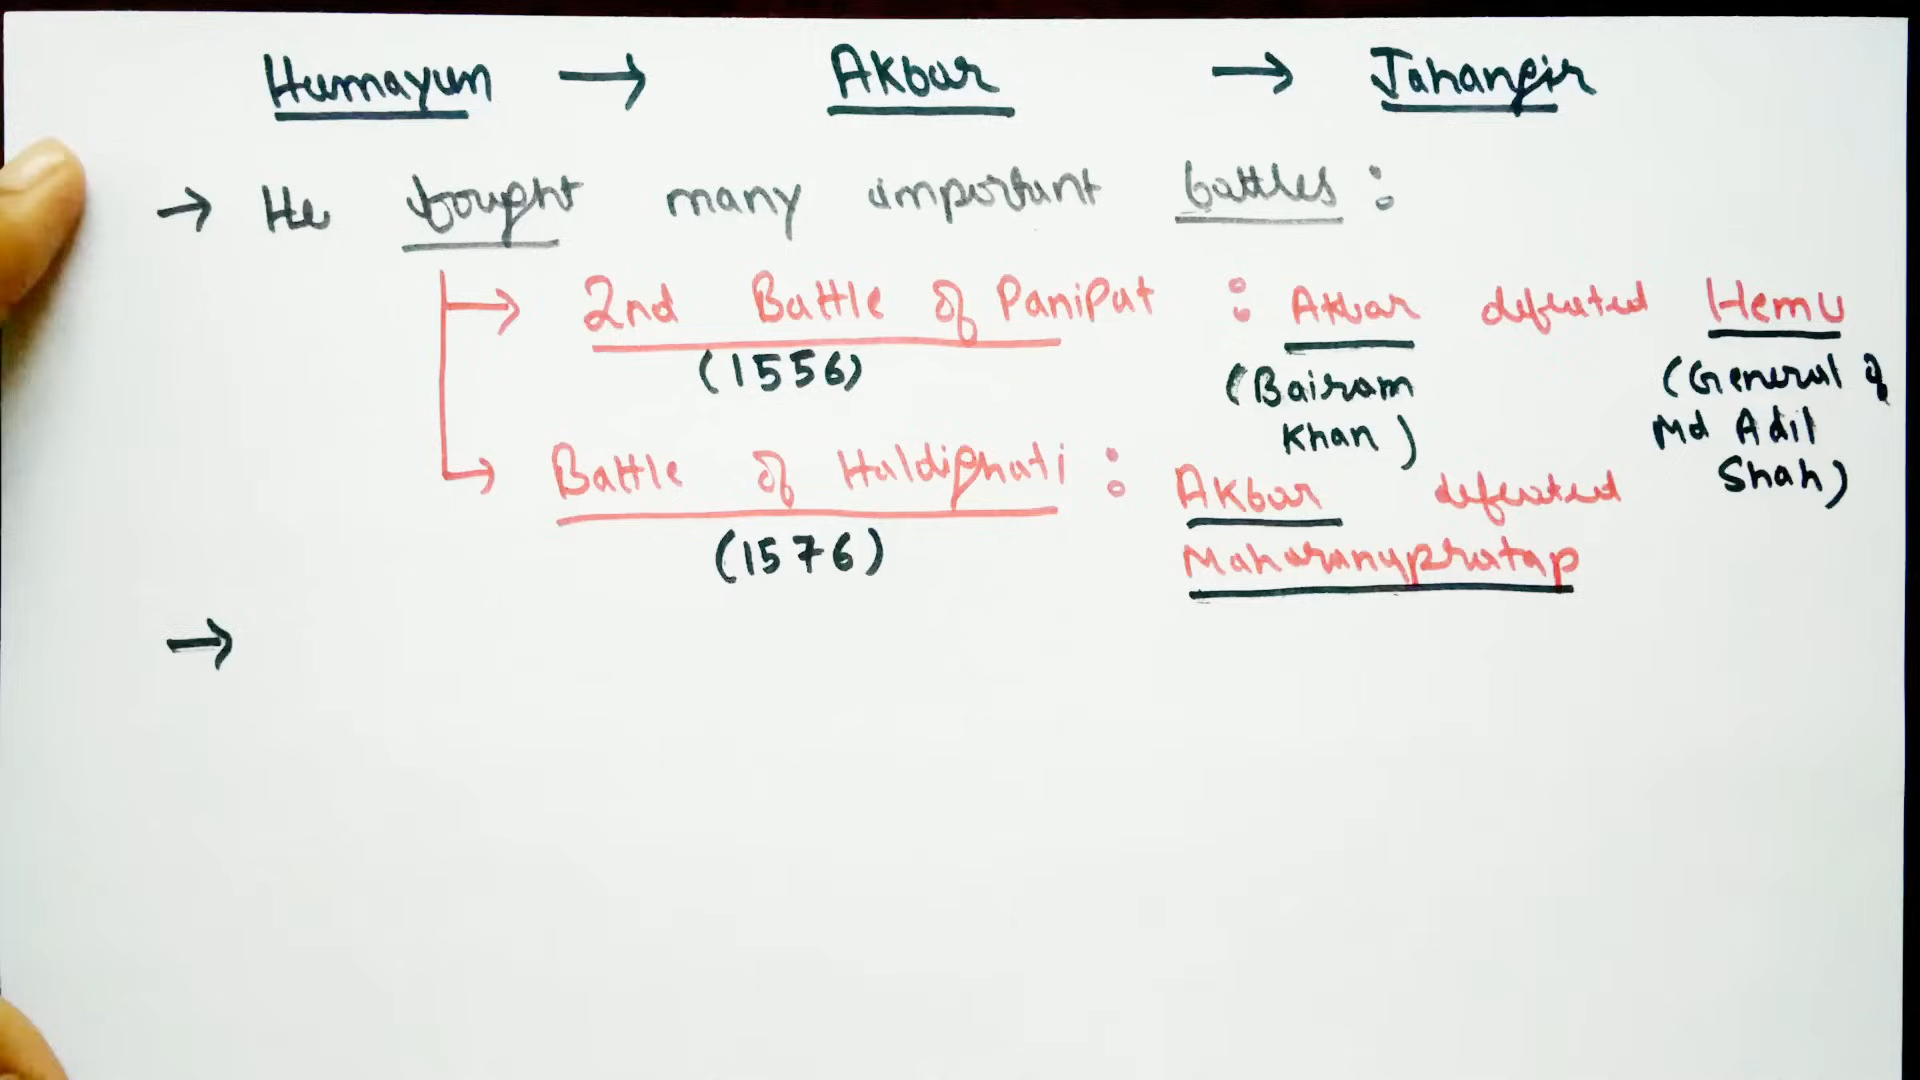 Humayun → Akbar → Jahangir
→ He fought many important battles :
→ 2nd Battle of Panipat : Akbar defeated Hemu
(1556) (Bairam Khan) (General of Md Adil Shah)
→ Battle of Haldighati : Akbar defeated
(1576) Maharanapratap
→